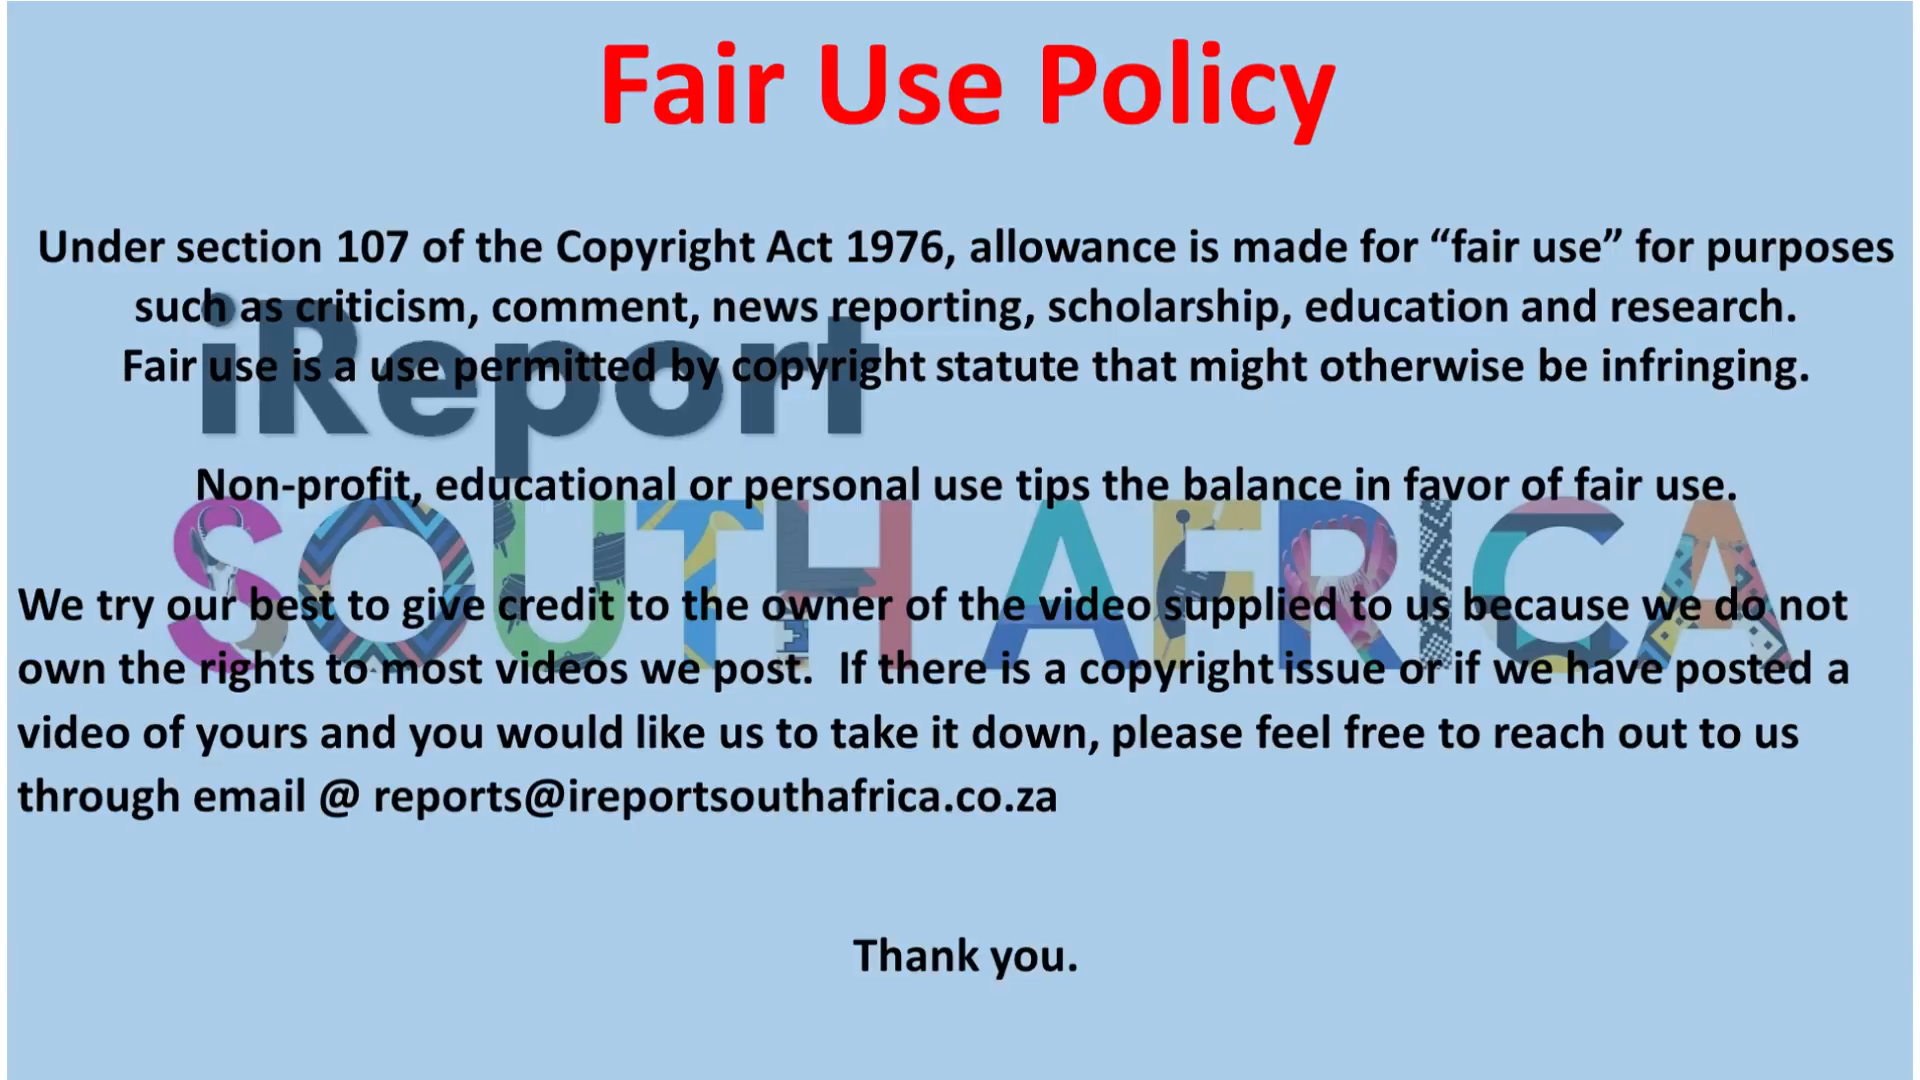 Fair Use Policy
Under section 107 of the Copyright Act 1976, allowance is made for “fair use” for purposes
such as criticism, comment, news reporting, scholarship, education and research.
Fair use is a use permitted by copyright statute that might otherwise be infringing.
iReport
Non-profit, educational or personal use tips the balance in favor of fair use.
SOUTH AFRICA
We try our best to give credit to the owner of the video supplied to us because we do not
own the rights to most videos we post.  If there is a copyright issue or if we have posted a
video of yours and you would like us to take it down, please feel free to reach out to us
through email @ reports@ireportsouthafrica.co.za
Thank you.